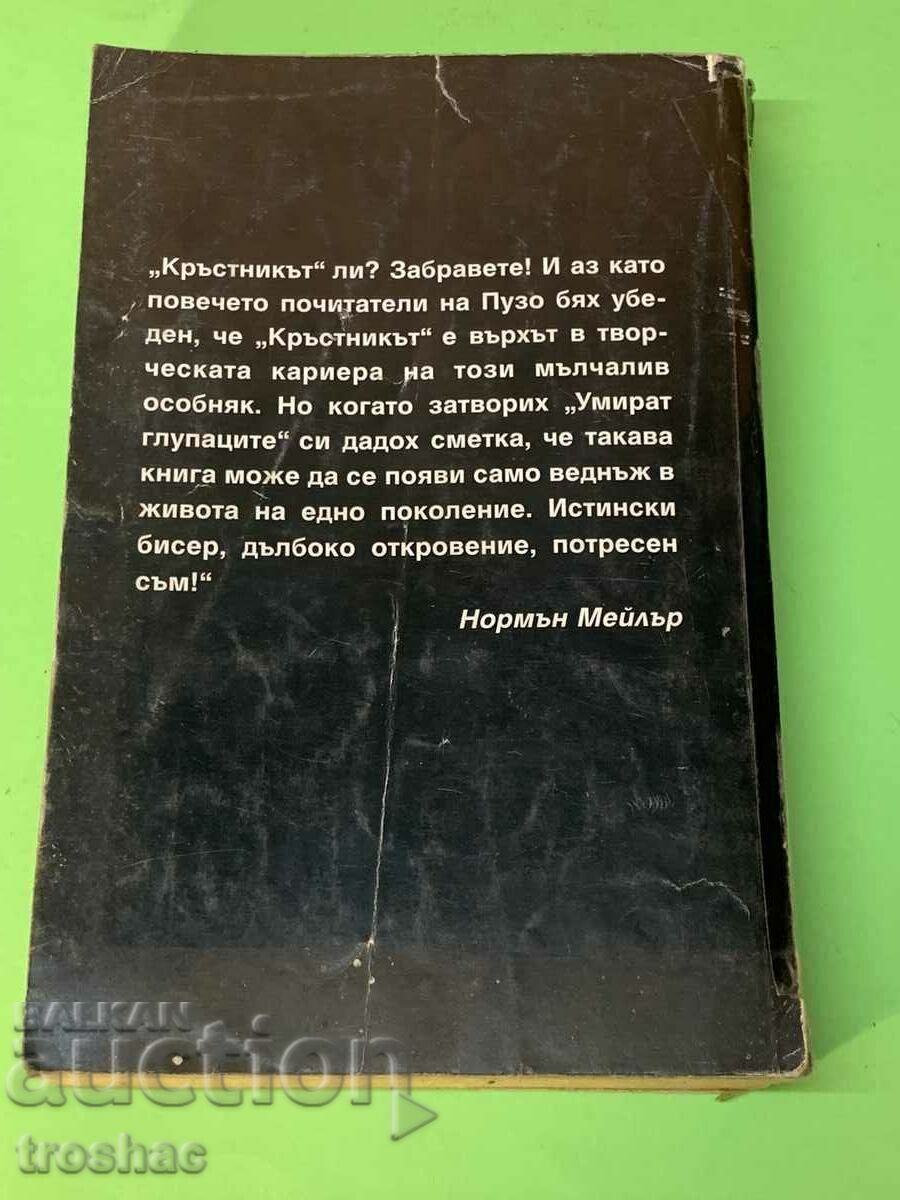 „Кръстникът“ ли? Забравете! И аз като
повечето почитатели на Пузо бях убе-
ден, че „Кръстникът“ е върхът в твор-
ческата кариера на този мълчалив
особняк. Но когато затворих „Умират
глупаците“ си дадох сметка, че такава
книга може да се появи само веднъж в
живота на едно поколение. Истински
бисер, дълбоко откровение, потресен
съм!“
Нормън Мейлър
BALKAN
auction
troshac